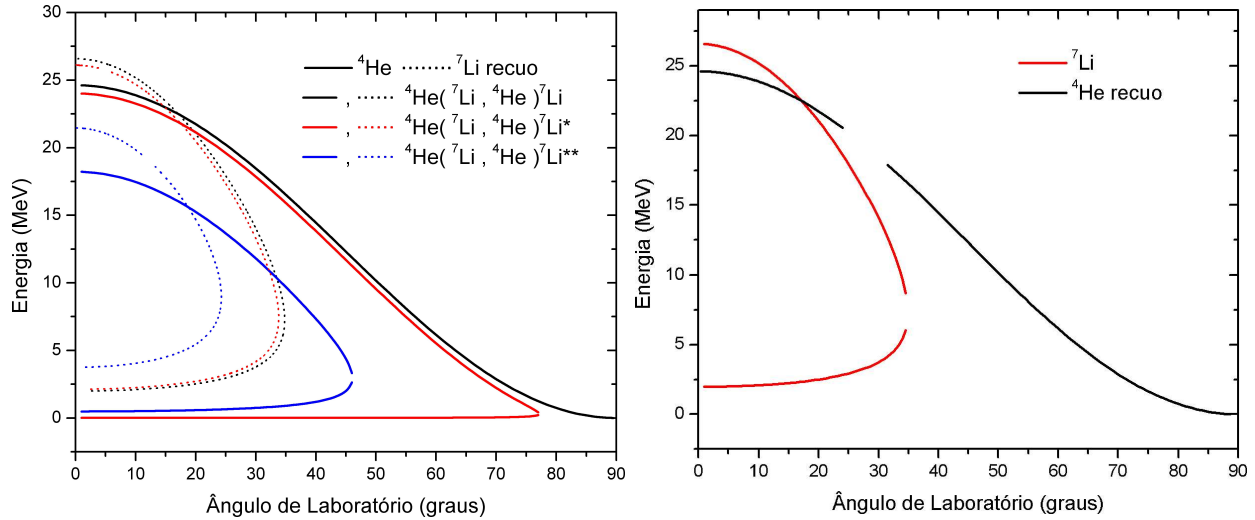 30
25
20
15
10
5
0
0 10 20 30 40 50 60 70 80 90
Energia (MeV)
Ângulo de Laboratório (graus)
⁴He ⁷Li recuo
, ⁴He( ⁷Li , ⁴He )⁷Li
, ⁴He( ⁷Li , ⁴He )⁷Li*
, ⁴He( ⁷Li , ⁴He )⁷Li**
25
20
15
10
5
0
0 10 20 30 40 50 60 70 80 90
Energia (MeV)
Ângulo de Laboratório (graus)
⁷Li
⁴He recuo